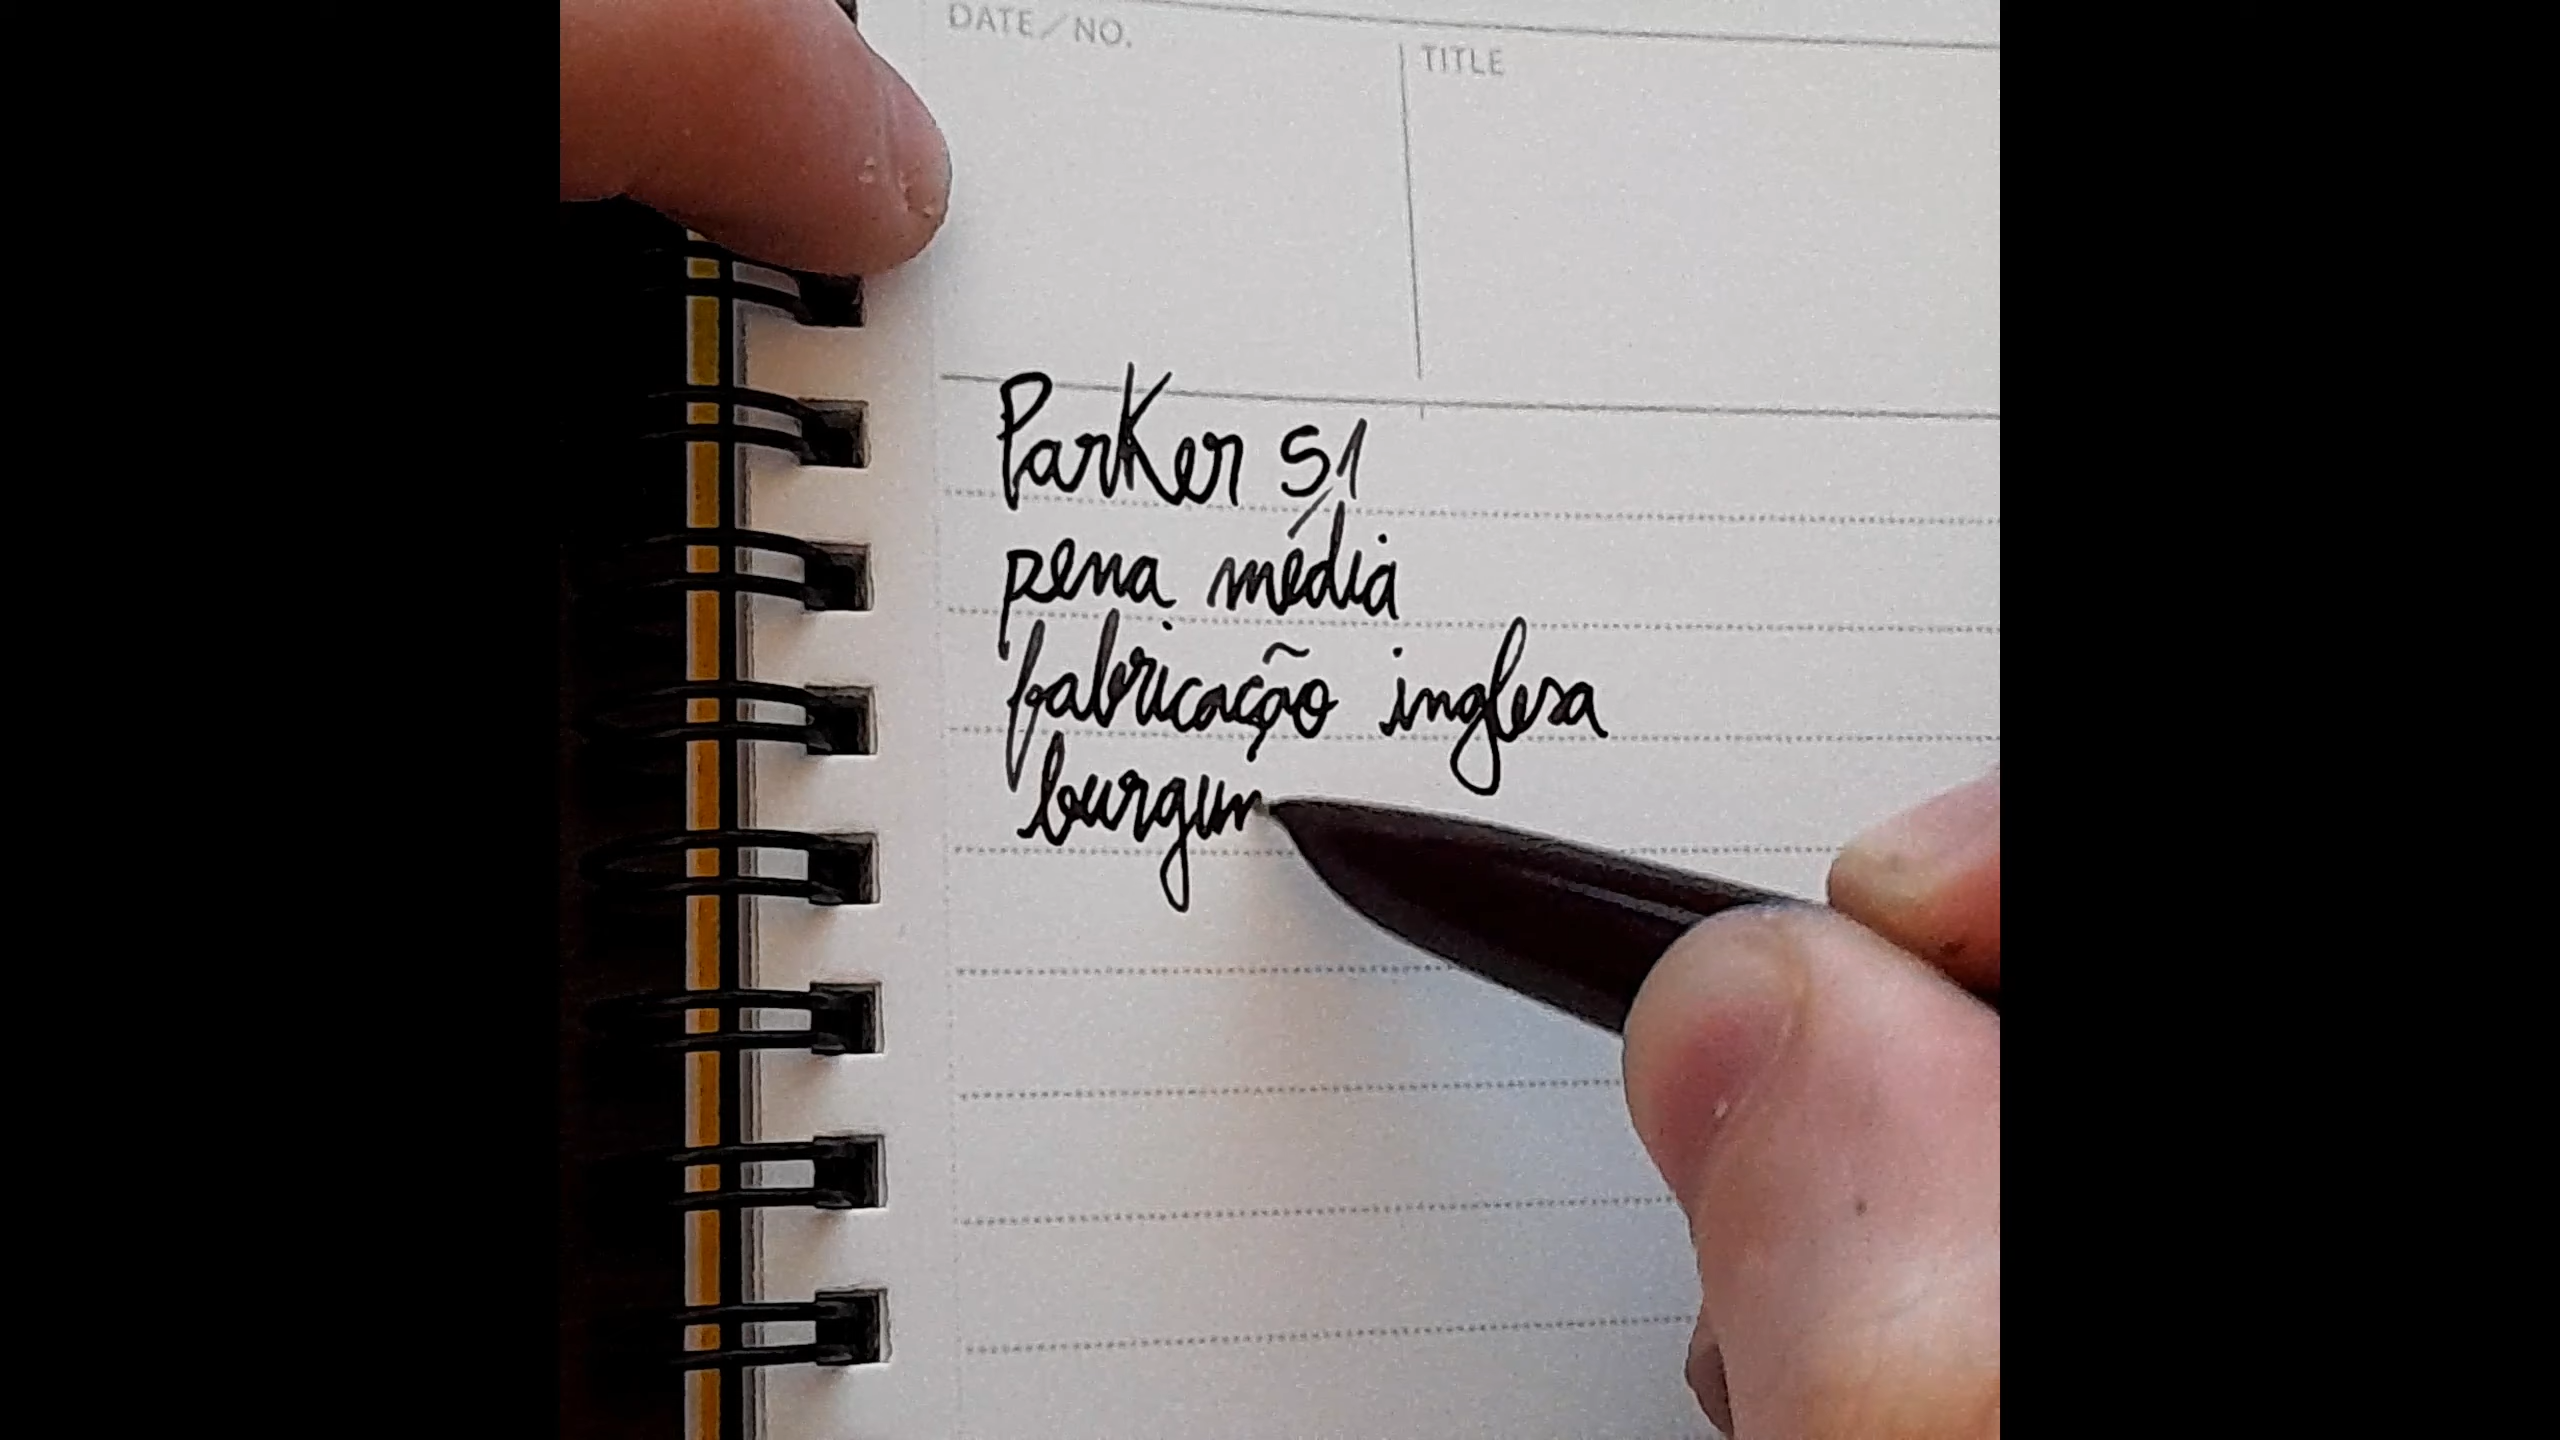 DATE/NO.
TITLE
Parker 51
pena média
fabricação inglesa
burgun